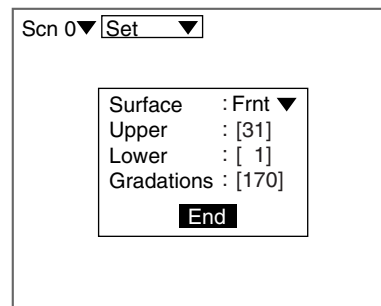 Scn 0▼ Set ▼
Surface : Frnt ▼
Upper : [31]
Lower : [ 1]
Gradations : [170]
End